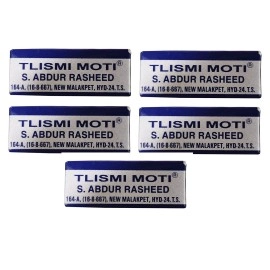 TLISMI MOTI®
S. ABDUR RASHEED
164-A, (16-8-667), NEW MALAKPET, HYD-24, T.S.
TLISMI MOTI®
S. ABDUR RASHEED
164-A, (16-8-667), NEW MALAKPET, HYD-24, T.S.
TLISMI MOTI®
S. ABDUR RASHEED
164-A, (16-8-667), NEW MALAKPET, HYD-24, T.S.
TLISMI MOTI®
S. ABDUR RASHEED
164-A, (16-8-667), NEW MALAKPET, HYD-24, T.S.
TLISMI MOTI®
S. ABDUR RASHEED
164-A, (16-8-667), NEW MALAKPET, HYD-24, T.S.